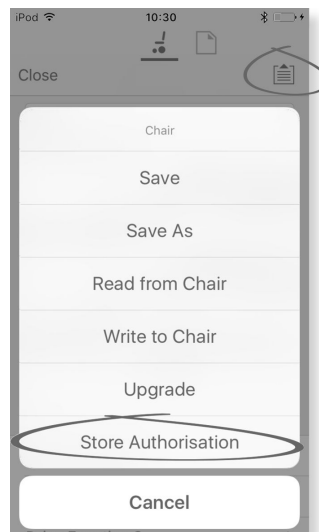 iPod 10:30
Close
Chair
Save
Save As
Read from Chair
Write to Chair
Upgrade
Store Authorisation
Cancel